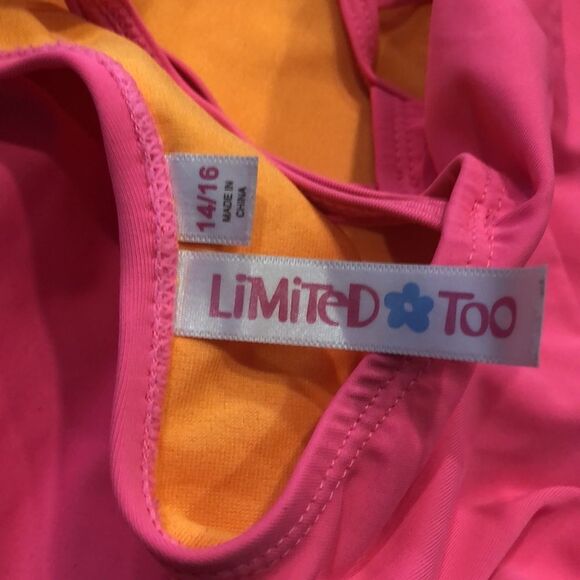 14/16
MADE IN
CHINA
LiMiTeD TOO